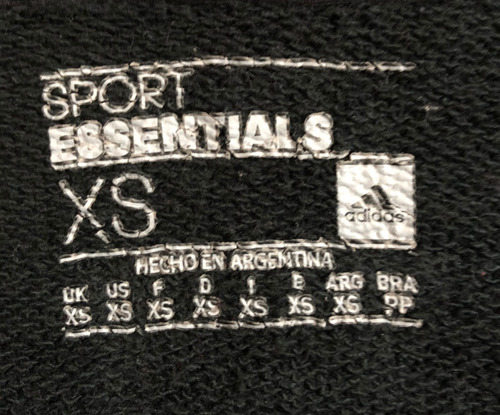 SPORT
ESSENTIALS
XS
adidas
HECHO EN ARGENTINA
UK US F D I E ARG BRA
XS XS XS XS XS XS XS PP